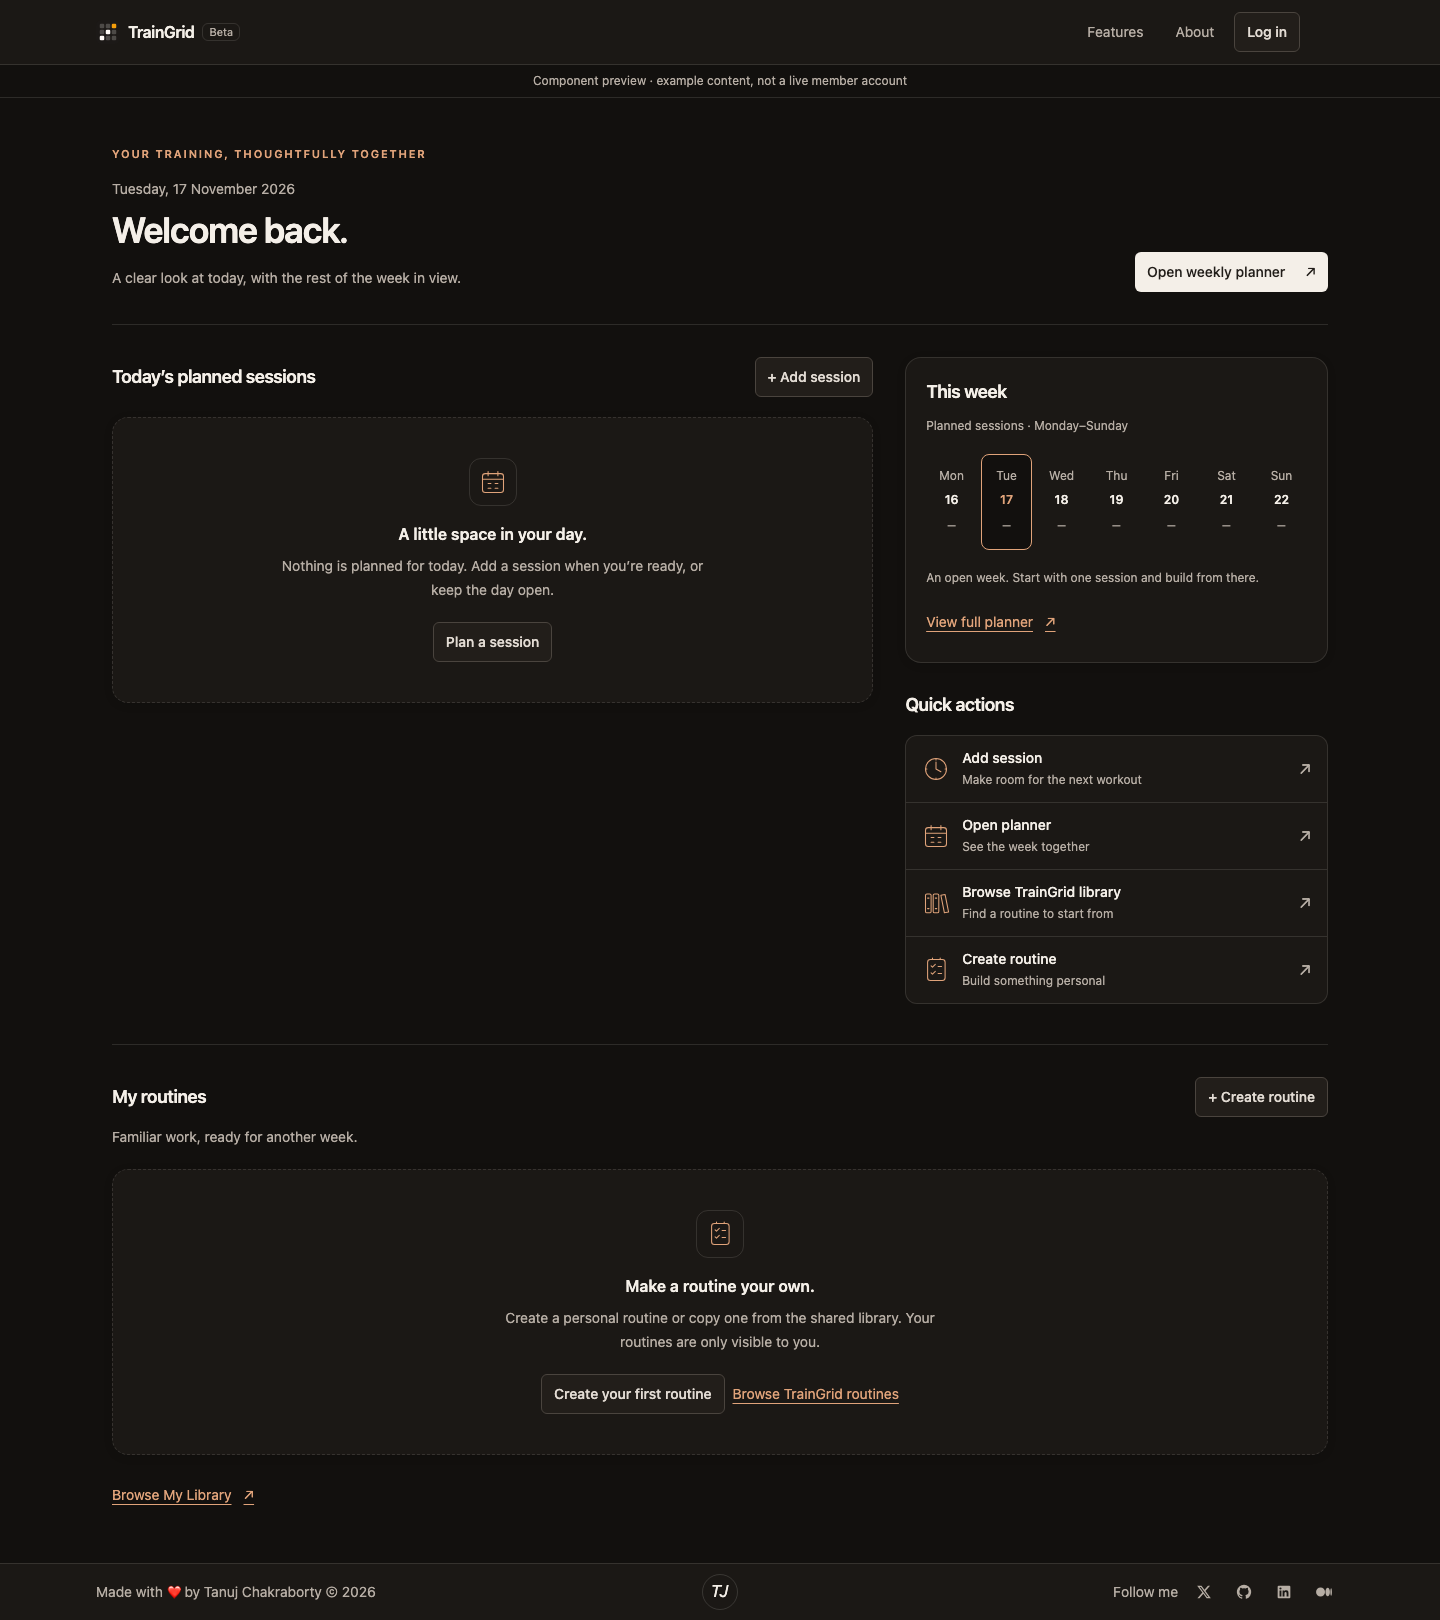 TrainGrid Beta Features About Log in
Component preview · example content, not a live member account
YOUR TRAINING, THOUGHTFULLY TOGETHER
Tuesday, 17 November 2026
Welcome back.
A clear look at today, with the rest of the week in view.
Open weekly planner ↗
Today’s planned sessions
+ Add session
A little space in your day.
Nothing is planned for today. Add a session when you’re ready, or
keep the day open.
Plan a session
This week
Planned sessions · Monday–Sunday
Mon Tue Wed Thu Fri Sat Sun
16 17 18 19 20 21 22
– – – – – – –
An open week. Start with one session and build from there.
View full planner ↗
Quick actions
Add session
Make room for the next workout
↗
Open planner
See the week together
↗
Browse TrainGrid library
Find a routine to start from
↗
Create routine
Build something personal
↗
My routines
+ Create routine
Familiar work, ready for another week.
Make a routine your own.
Create a personal routine or copy one from the shared library. Your
routines are only visible to you.
Create your first routine Browse TrainGrid routines
Browse My Library ↗
Made with ❤️ by Tanuj Chakraborty © 2026
TJ
Follow me